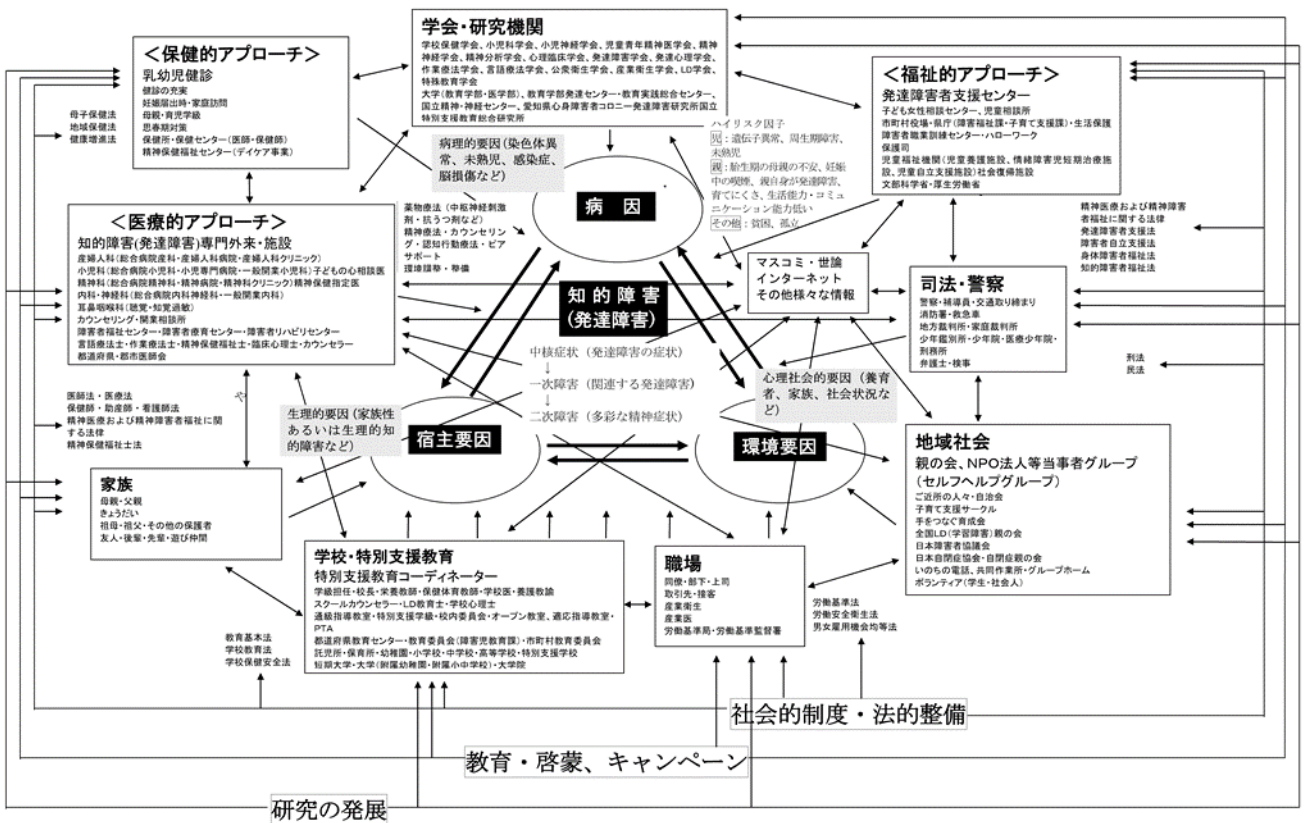 学会・研究機関
学校保健学会、小児科学会、小児神経学会、児童青年精神医学会、精神
神経学会、精神分析学会、心理臨床学会、発達障害学会、発達心理学会、
作業療法学会、言語療法学会、公衆衛生学会、産業衛生学会、LD学会、
特殊教育学会
大学(教育学部・医学部)、教育学部発達センター・教育実践総合センター、
国立精神・神経センター、愛知県心身障害者コロニー発達障害研究所国立
特別支援教育総合研究所
<保健的アプローチ>
乳幼児健診
健診の充実
妊娠届出時・家庭訪問
母親・育児学級
思春期対策
保健所・保健センター(医師・保健師)
精神保健福祉センター(デイケア事業)
母子保健法
地域保健法
健康増進法
<福祉的アプローチ>
発達障害者支援センター
子ども女性相談センター、児童相談所
市町村役場・県庁(障害福祉課・子育て支援課)・生活保護
障害者職業訓練センター・ハローワーク
保護司
児童福祉機関(児童養護施設、情緒障害児短期治療施
設、児童自立支援施設)社会復帰施設
文部科学省・厚生労働省
病理的要因(染色体異
常、未熟児、感染症、
脳損傷など)
ハイリスク因子
児:遺伝子異常、周生期障害、
未熟児
親:胎生期の母親の不安、妊娠
中の喫煙、親自身が発達障害、
育てにくさ、生活能力・コミュ
ニケーション能力低い
その他:貧困、孤立
病 因
<医療的アプローチ>
知的障害(発達障害)専門外来・施設
産婦人科(総合病院産科・産婦人科病院・産婦人科クリニック)
小児科(総合病院小児科・小児専門病院・一般開業小児科)子どもの心相談医
精神科(総合病院精神科・精神病院・精神科クリニック)精神保健指定医
内科・神経科(総合病院内科神経科・一般開業内科)
耳鼻咽喉科(聴覚・知覚過敏)
カウンセリング・開業相談所
障害者福祉センター・障害者療育センター・障害者リハビリセンター
言語療法士・作業療法士・精神保健福祉士・臨床心理士・カウンセラー
都道府県・郡市医師会
薬物療法(中枢神経刺激
剤・抗うつ剤など)
精神療法・カウンセリン
グ・認知行動療法・ピア
サポート
環境調整・整備
マスコミ・世論
インターネット
その他様々な情報
精神医療および精神障害
者福祉に関する法律
発達障害者支援法
障害者自立支援法
身体障害者福祉法
知的障害者福祉法
知的障害
(発達障害)
司法・警察
警察・補導員・交通取り締まり
消防署・救急車
地方裁判所・家庭裁判所
少年鑑別所・少年院・医療少年院・
刑務所
弁護士・検事
刑法
民法
中核症状(発達障害の症状)
↓
一次障害(関連する発達障害)
↓
二次障害(多彩な精神症状)
心理社会的要因(養育
者、家族、社会状況な
ど)
医師法・医療法
保健師・助産師・看護師法
精神医療および精神障害者福祉に関
する法律
精神保健福祉士法
生理的要因(家族性
あるいは生理的知
的障害など)
宿主要因
環境要因
地域社会
親の会、NPO法人等当事者グループ
(セルフヘルプグループ)
ご近所の人々・自治会
子育て支援サークル
手をつなぐ育成会
全国LD(学習障害)親の会
日本障害者協議会
日本自閉症協会・自閉症親の会
いのちの電話、共同作業所・グループホーム
ボランティア(学生・社会人)
家族
母親・父親
きょうだい
祖母・祖父・その他の保護者
友人・後輩・先輩・遊び仲間
学校・特別支援教育
特別支援教育コーディネーター
学級担任・校長・栄養教師・保健体育教師・学校医・養護教諭
スクールカウンセラー・LD教育士・学校心理士
通級指導教室・特別支援学級・校内委員会・オープン教室、適応指導教室・
PTA
都道府県教育センター・教育委員会(障害児教育課)・市町村教育委員会
託児所・保育所・幼稚園・小学校・中学校・高等学校・特別支援学校
短期大学・大学(附属幼稚園・附属小中学校)・大学院
職場
同僚・部下・上司
取引先・接客
産業衛生
産業医
労働基準局・労働基準監督署
労働基準法
労働安全衛生法
男女雇用機会均等法
教育基本法
学校教育法
学校保健安全法
社会的制度・法的整備
教育・啓蒙、キャンペーン
研究の発展